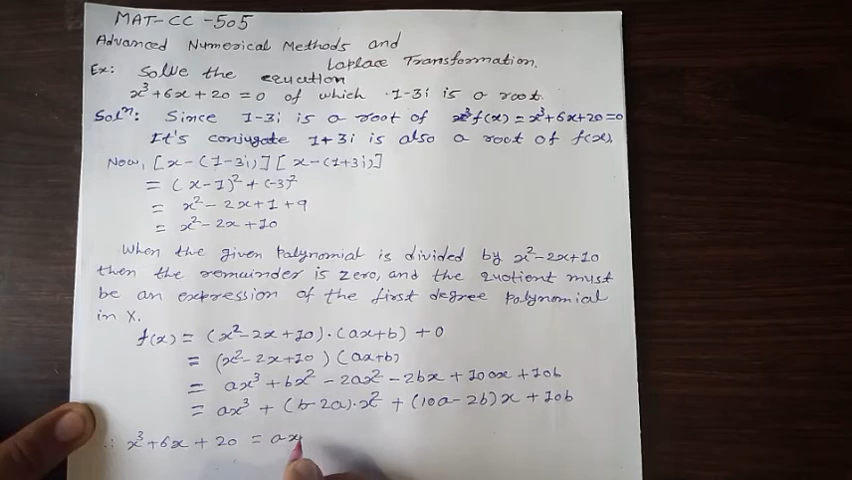 MAT-CC-505
Advanced Numerical Methods and
Laplace Transformation.
Ex: Solve the equation
x³+6x+20=0 of which 1-3i is a root.
Solⁿ: Since 1-3i is a root of f(x)=x³+6x+20=0
It's conjugate 1+3i is also a root of f(x).
Now, [x-(1-3i)][x-(1+3i)]
= (x-1)²+(-3)²
= x²-2x+1+9
= x²-2x+10
When the given Polynomial is divided by x²-2x+10
then the remainder is zero, and the quotient must
be an expression of the first degree Polynomial
in X.
f(x) = (x²-2x+10).(ax+b)+0
= (x²-2x+10)(ax+b)
= ax³+bx²-2ax²-2bx+10ax+10b
= ax³+(b-2a).x²+(10a-2b)x+10b
∴ x³+6x+20 = ax